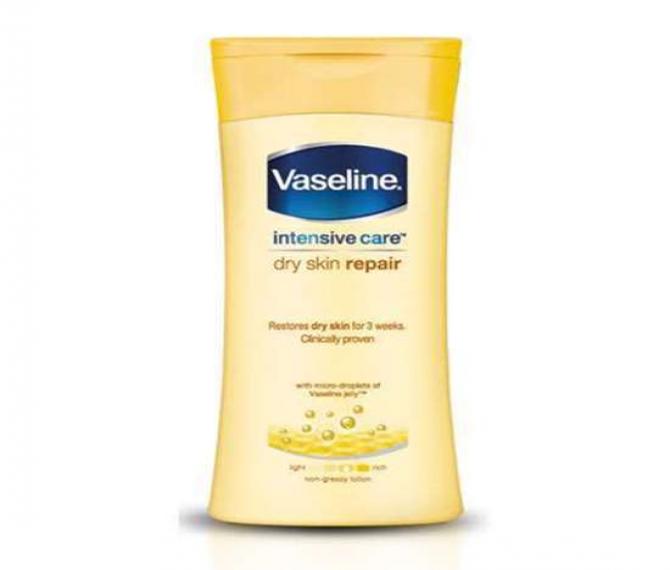 Vaseline.
intensive care™
dry skin repair
Restores dry skin for 3 weeks.
Clinically proven
with micro-droplets of
Vaseline jelly™
light rich
non-greasy lotion